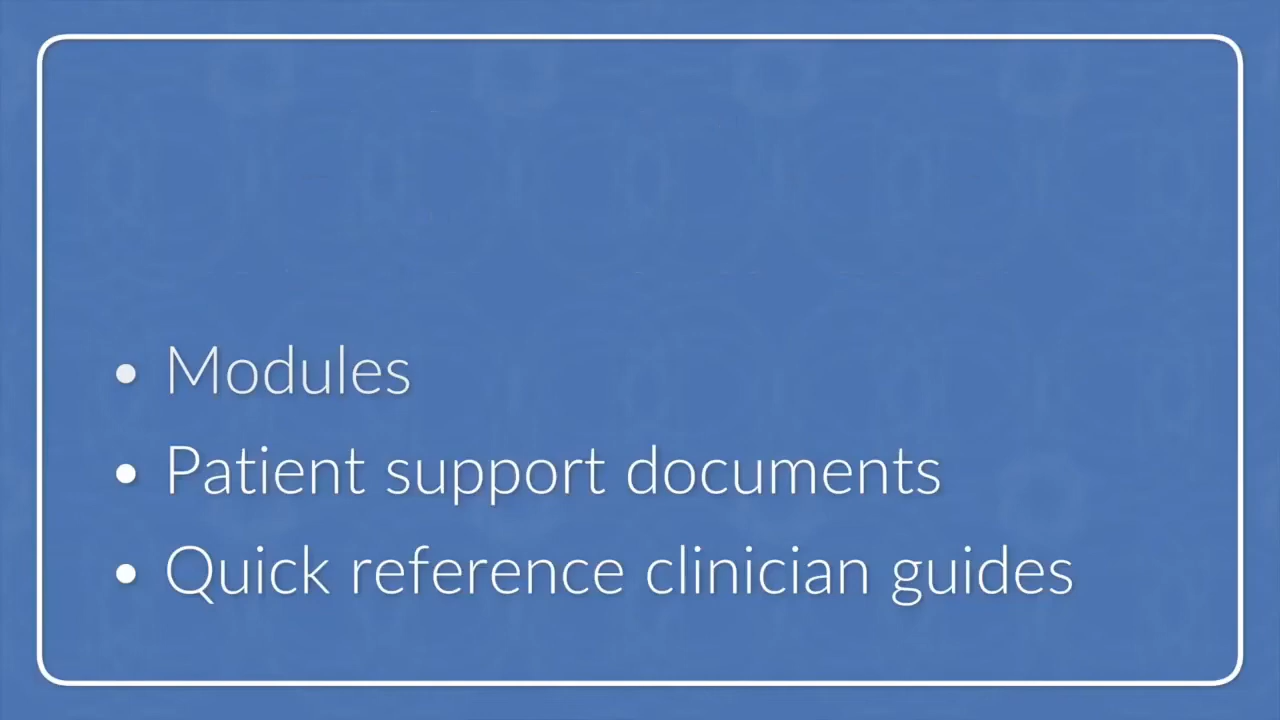 • Modules
• Patient support documents
• Quick reference clinician guides